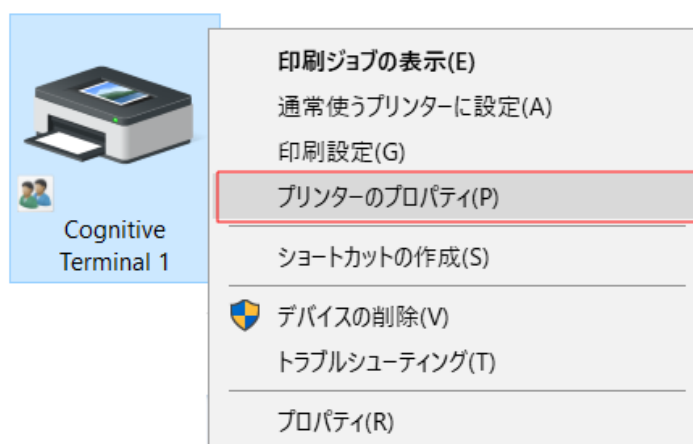 Cognitive
Terminal 1
印刷ジョブの表示(E)
通常使うプリンターに設定(A)
印刷設定(G)
プリンターのプロパティ(P)
ショートカットの作成(S)
デバイスの削除(V)
トラブルシューティング(T)
プロパティ(R)